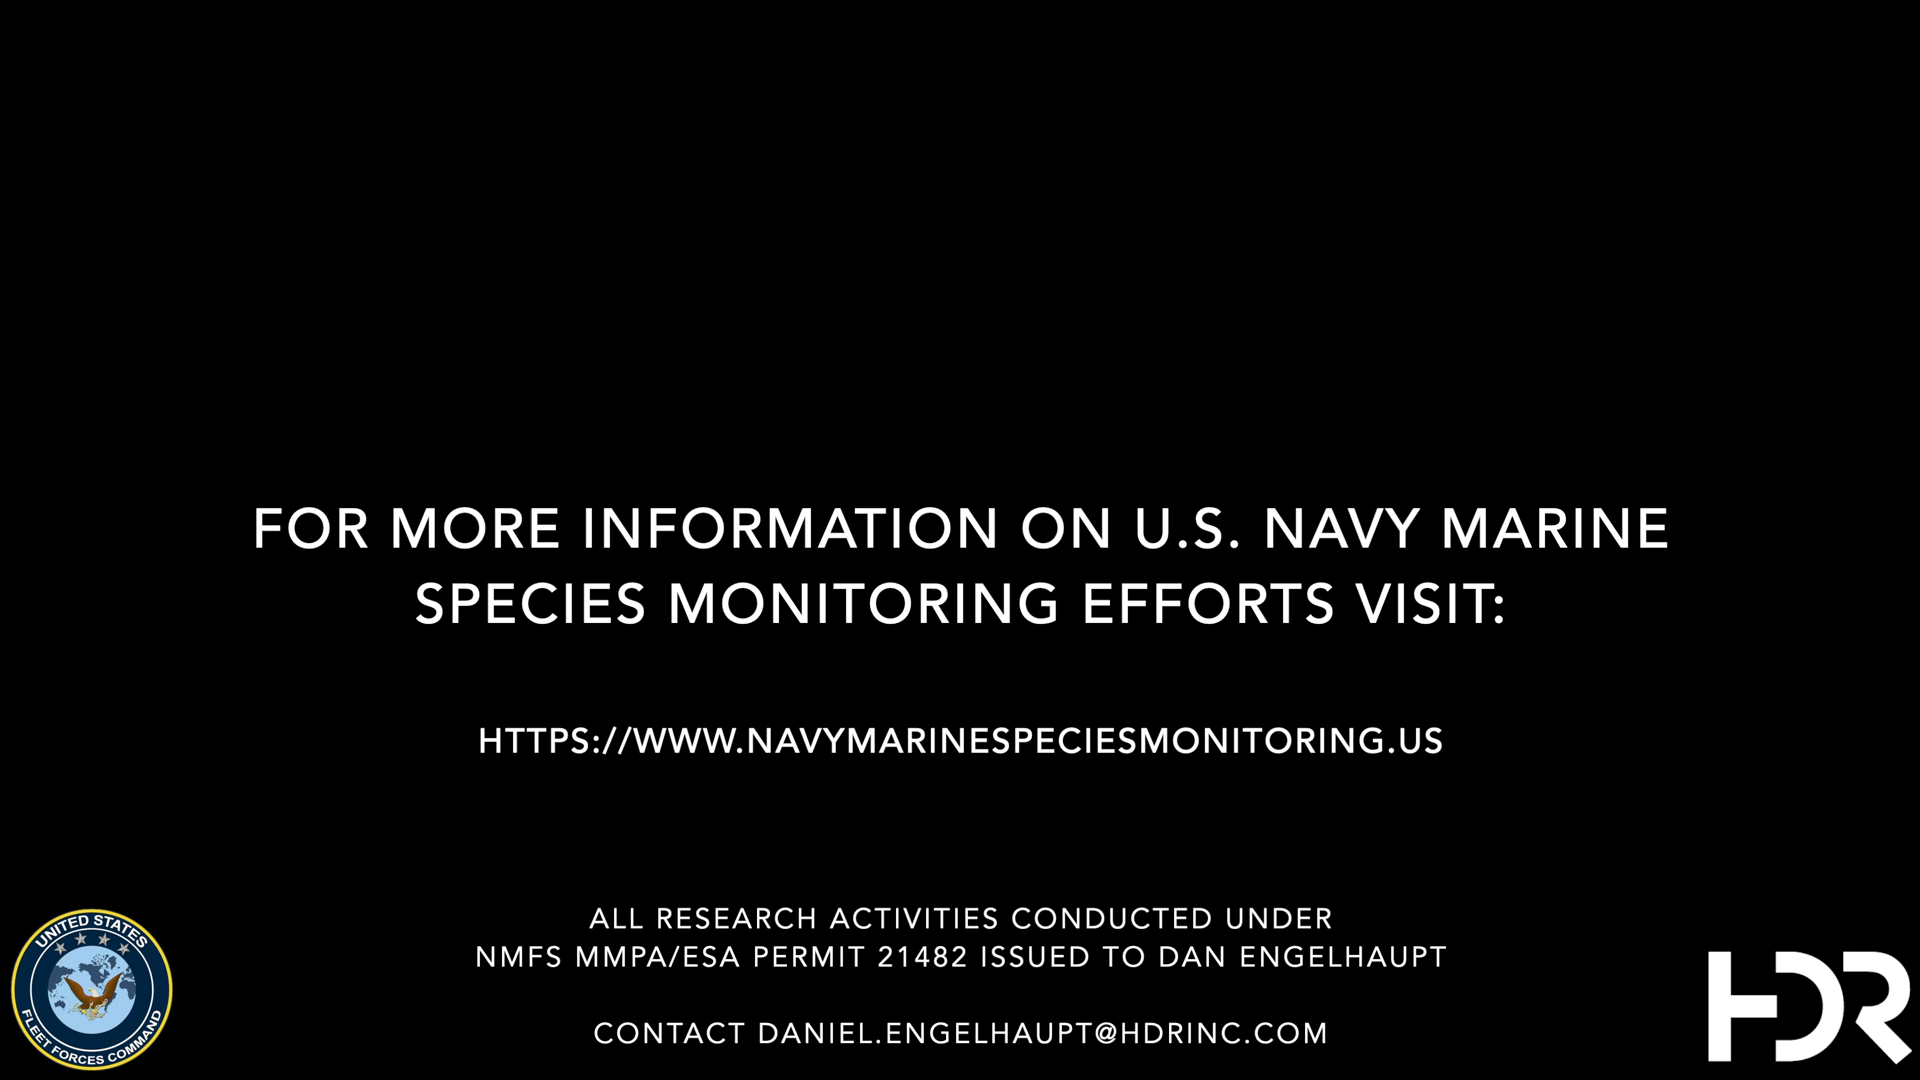 FOR MORE INFORMATION ON U.S. NAVY MARINE
SPECIES MONITORING EFFORTS VISIT:
HTTPS://WWW.NAVYMARINESPECIESMONITORING.US
ALL RESEARCH ACTIVITIES CONDUCTED UNDER
NMFS MMPA/ESA PERMIT 21482 ISSUED TO DAN ENGELHAUPT
CONTACT DANIEL.ENGELHAUPT@HDRINC.COM
UNITED STATES
FLEET FORCES COMMAND
HDR